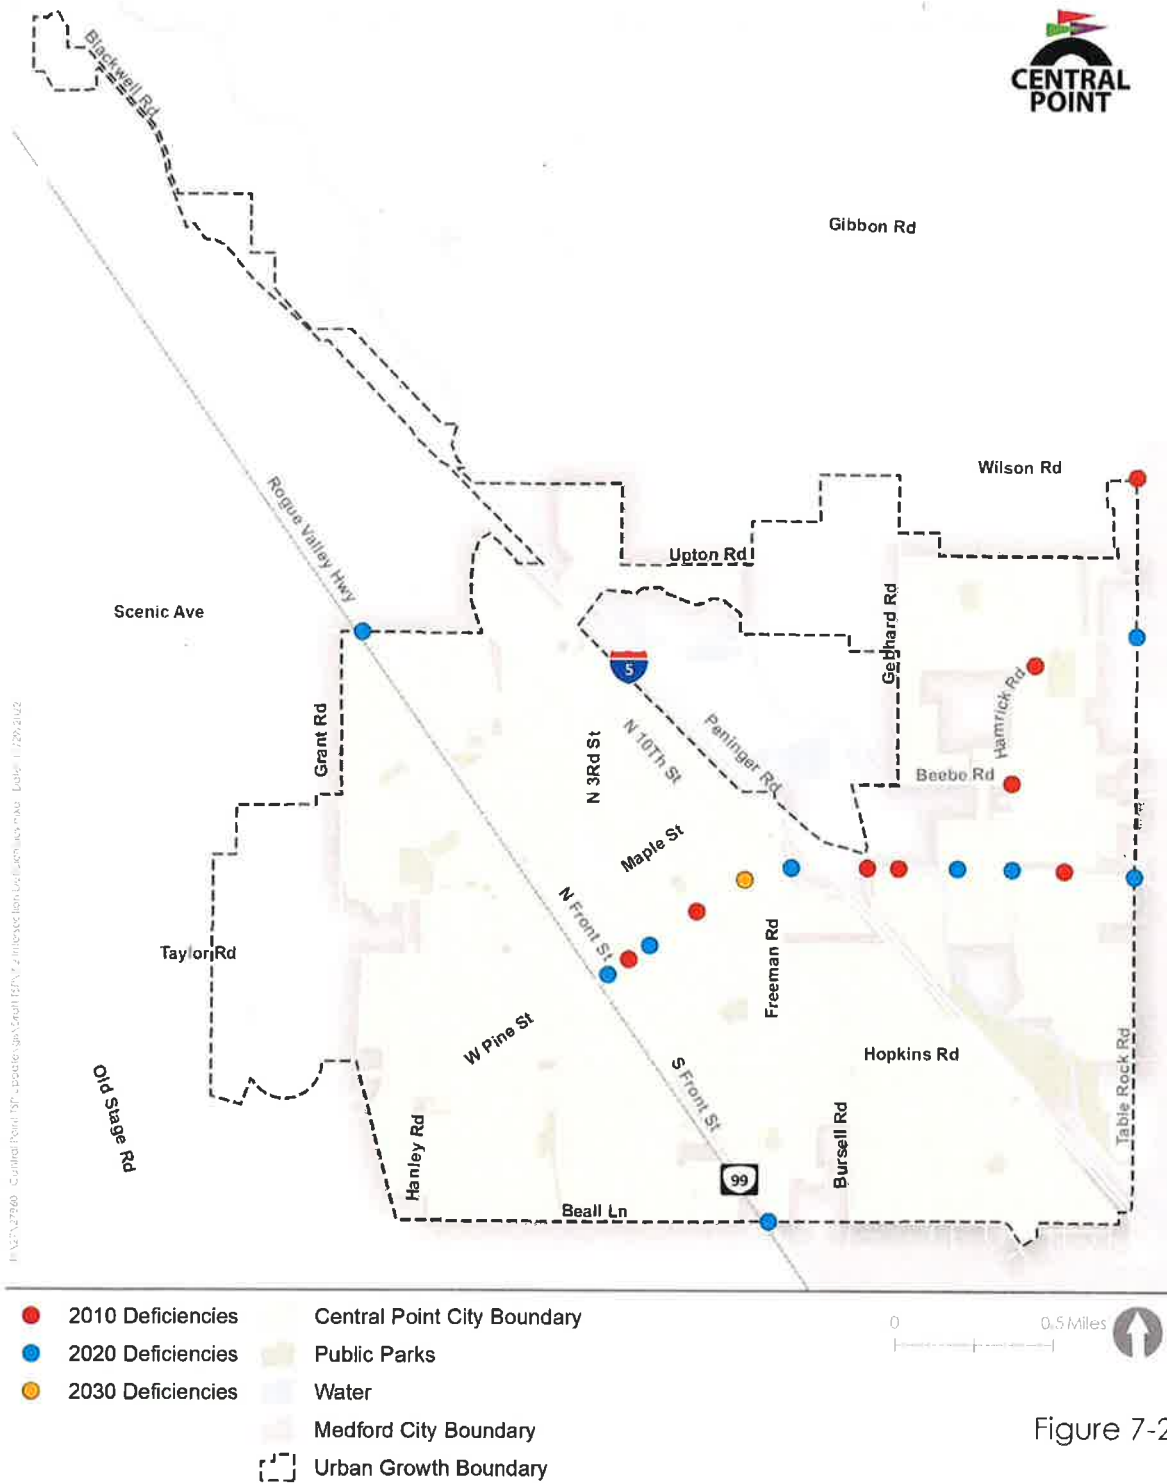 Blackwell Rd
CENTRAL
POINT
Gibbon Rd
Wilson Rd
Rogue Valley Hwy
Upton Rd
Scenic Ave
Gebhard Rd
5
Hamrick Rd
Grant Rd
N 3Rd St
N 10Th St
Peninger Rd
Beebe Rd
Maple St
N Front St
Taylor Rd
Freeman Rd
W Pine St
Hopkins Rd
S Front St
Table Rock Rd
Old Stage Rd
Hanley Rd
Bursell Rd
99
Beall Ln
2010 Deficiencies
2020 Deficiencies
2030 Deficiencies
Central Point City Boundary
Public Parks
Water
Medford City Boundary
Urban Growth Boundary
0 0.5 Miles
Figure 7-2